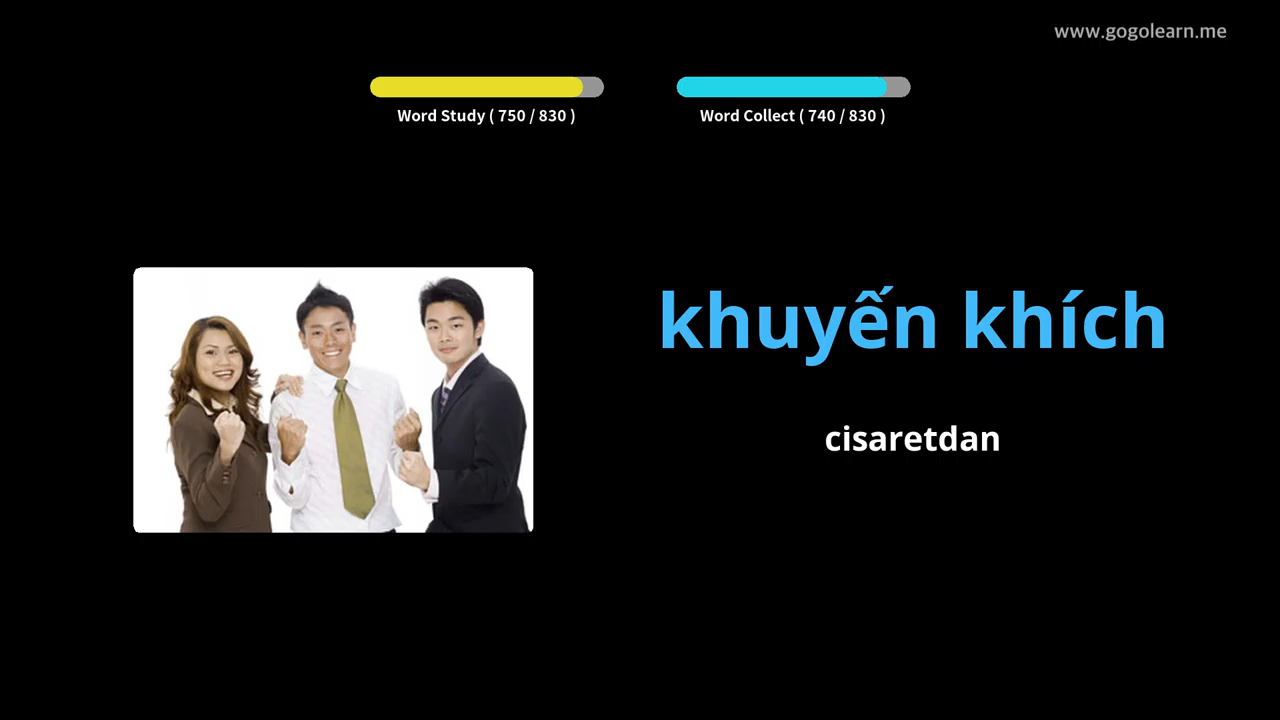 www.gogolearn.me
Word Study ( 750 / 830 )
Word Collect ( 740 / 830 )
khuyến khích
cisaretdan